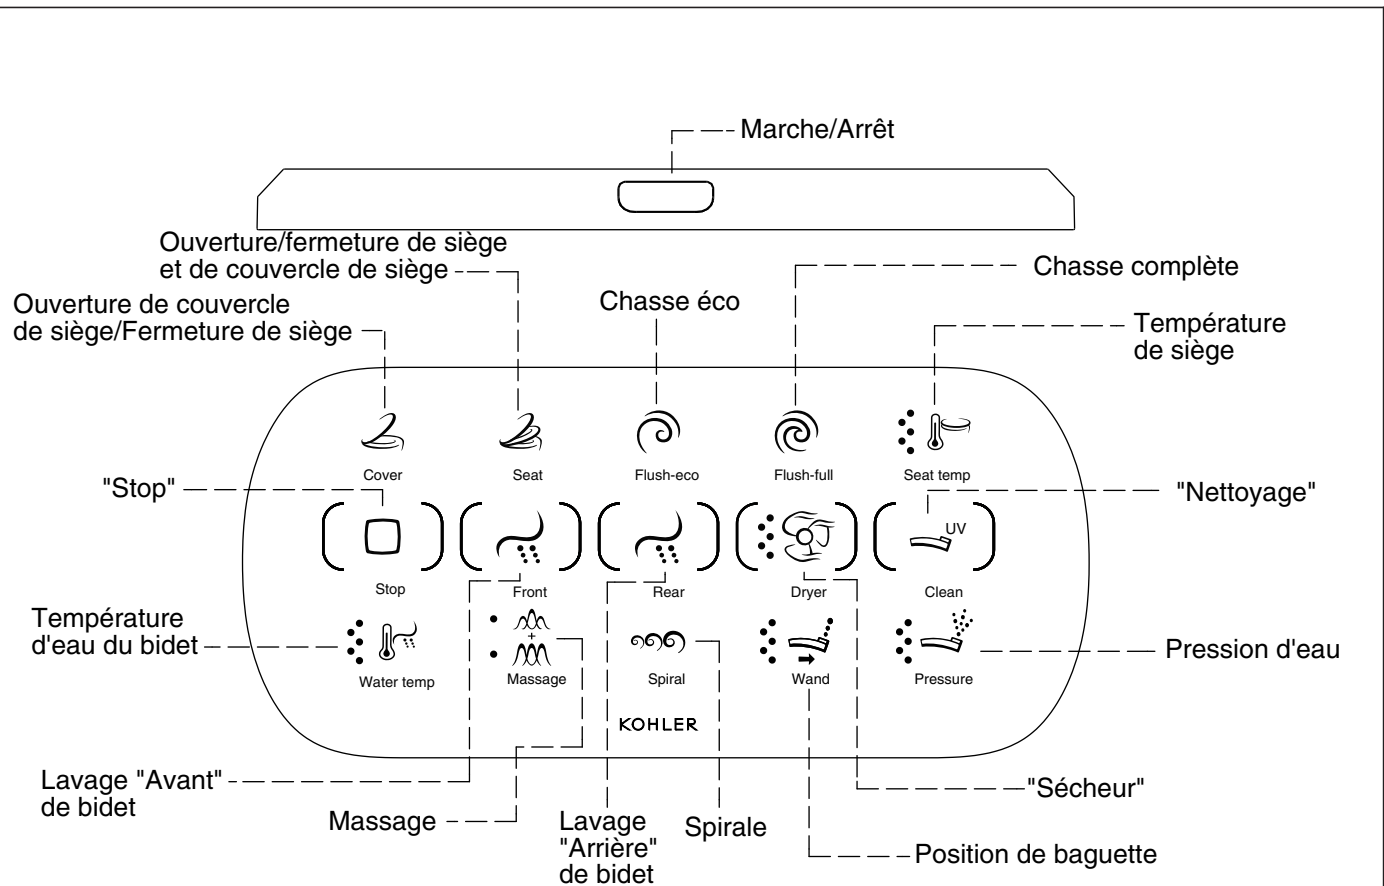 Marche/Arrêt
Ouverture/fermeture de siège
et de couvercle de siège
Chasse complète
Ouverture de couvercle
de siège/Fermeture de siège
Chasse éco
Température
de siège
Cover
Seat
Flush-eco
Flush-full
Seat temp
"Stop"
"Nettoyage"
UV
Stop
Front
Rear
Dryer
Clean
Température
d'eau du bidet
+
Pression d'eau
Water temp
Massage
Spiral
Wand
Pressure
KOHLER
Lavage "Avant"
de bidet
"Sécheur"
Massage
Lavage
"Arrière"
de bidet
Spirale
Position de baguette